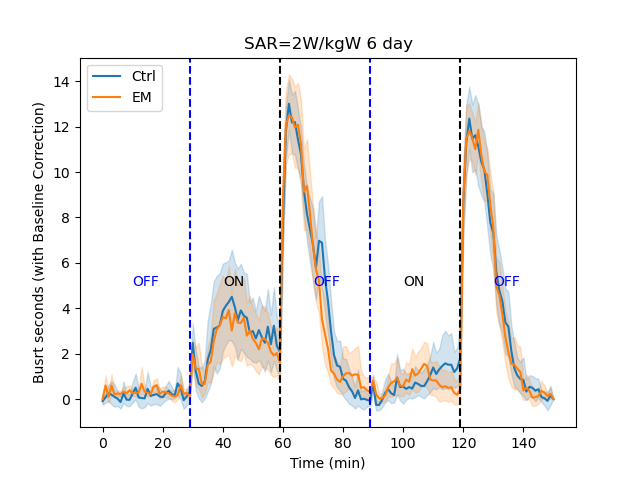 SAR=2W/kgW 6 day
Ctrl
EM
OFF
ON
OFF
ON
OFF
14
12
10
8
6
4
2
0
Busrt seconds (with Baseline Correction)
0
20
40
60
80
100
120
140
Time (min)